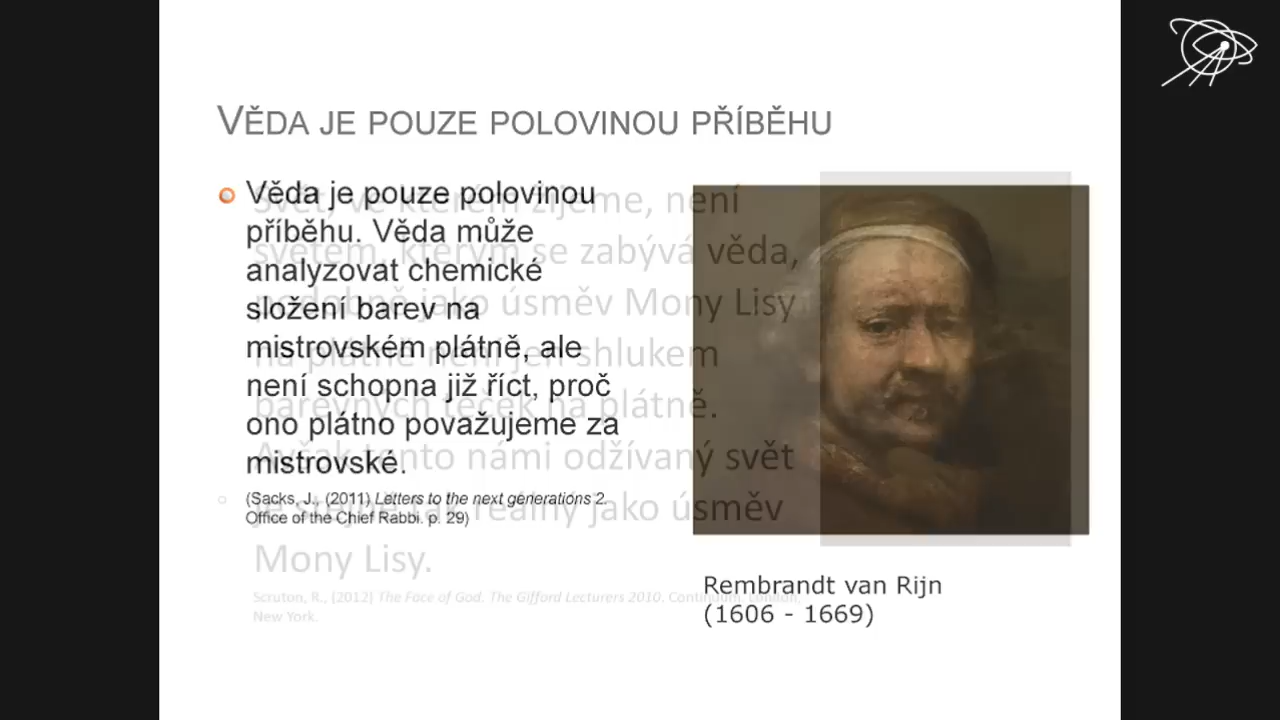 VĚDA JE POUZE POLOVINOU PŘÍBĚHU
Věda je pouze polovinou
příběhu. Věda může
analyzovat chemické
složení barev na
mistrovském plátně, ale
není schopna již říct, proč
ono plátno považujeme za
mistrovské.
(Sacks, J., (2011) Letters to the next generations 2.
Office of the Chief Rabbi. p. 29)
Svět, ve kterém žijeme, není
světem, kterým se zabývá věda,
podobně jako úsměv Mony Lisy
na plátně není jen shlukem
barevných teček na plátně.
Avšak tento námi odžívaný svět
je stejně tak reálný jako úsměv
Mony Lisy.
Scruton, R., (2012) The Face of God. The Gifford Lecturers 2010. Continuum. London,
New York.
Rembrandt van Rijn
(1606 - 1669)